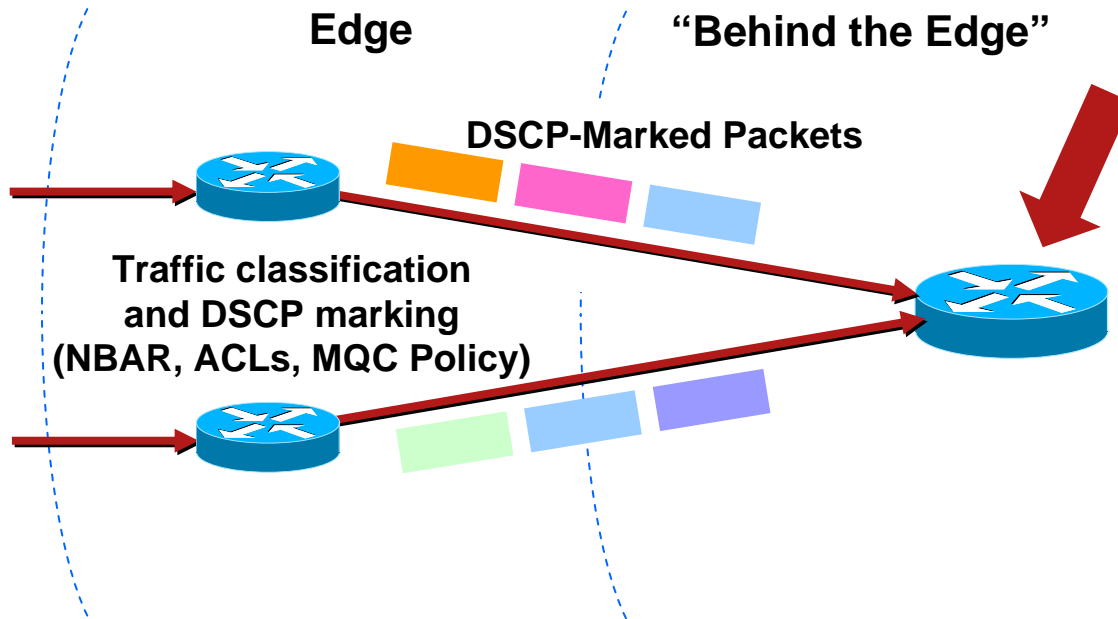 Edge
“Behind the Edge”
DSCP-Marked Packets
Traffic classification
and DSCP marking
(NBAR, ACLs, MQC Policy)